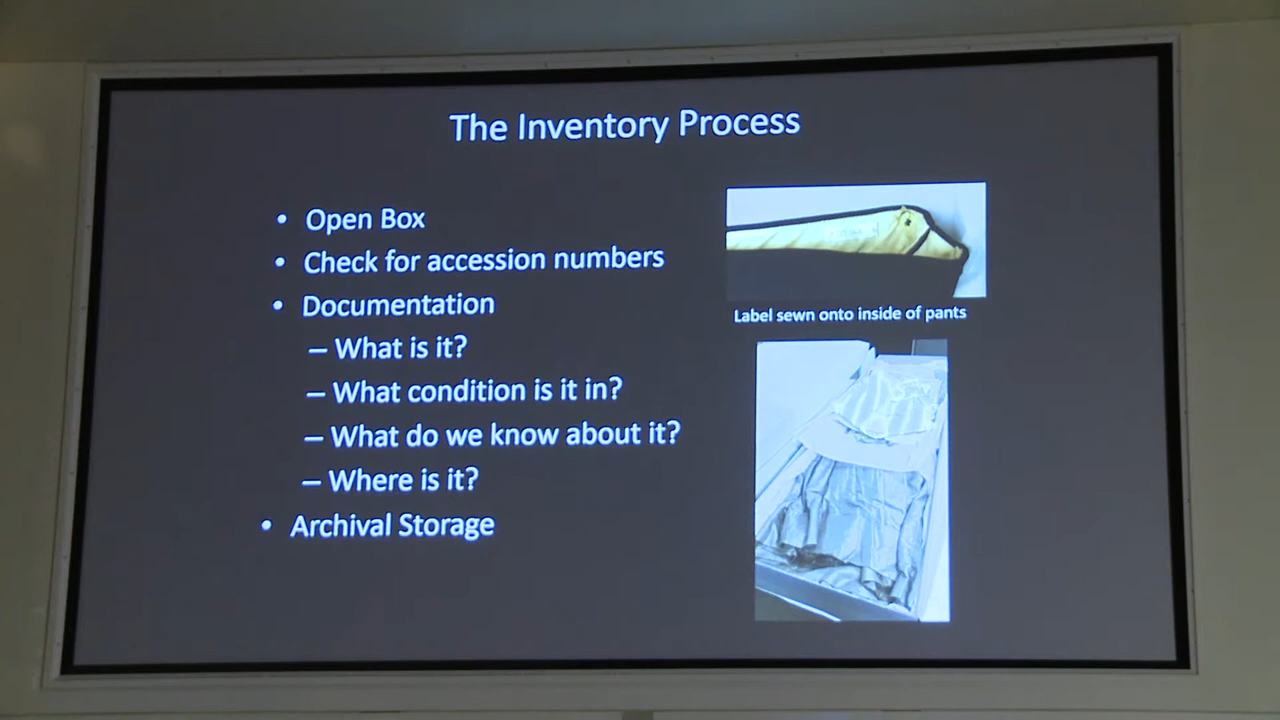 The Inventory Process
• Open Box
• Check for accession numbers
• Documentation
– What is it?
– What condition is it in?
– What do we know about it?
– Where is it?
• Archival Storage
Label sewn onto inside of pants